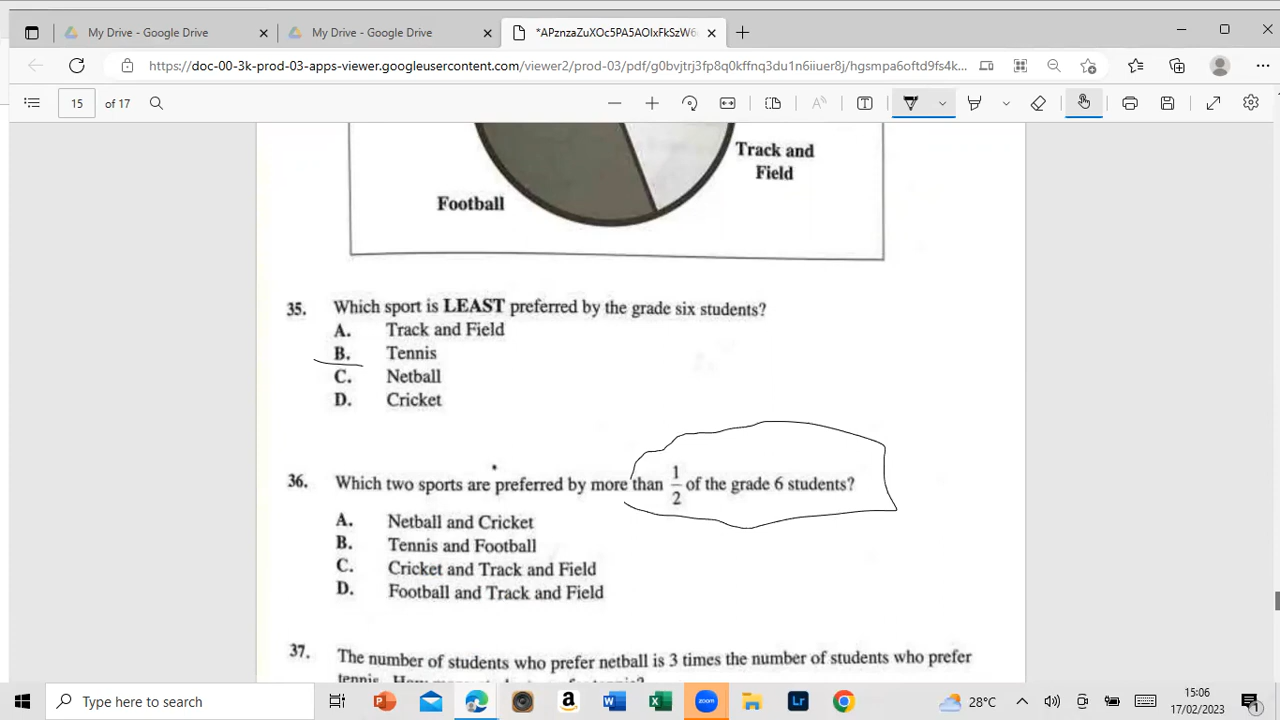 My Drive - Google Drive
My Drive - Google Drive
*APznzaZuXOc5PA5AOlxFkSzW6
https://doc-00-3k-prod-03-apps-viewer.googleusercontent.com/viewer2/prod-03/pdf/g0bvjtrj3fp8q0kffnq3du1n6iiuer8j/hgsmpa6oftd9fs4k...
15 of 17
Track and
Field
Football
35. Which sport is LEAST preferred by the grade six students?
A. Track and Field
B. Tennis
C. Netball
D. Cricket
36. Which two sports are preferred by more than 1/2 of the grade 6 students?
A. Netball and Cricket
B. Tennis and Football
C. Cricket and Track and Field
D. Football and Track and Field
37. The number of students who prefer netball is 3 times the number of students who prefer
Type here to search
zoom
Lr
28°C
15:06
17/02/2023